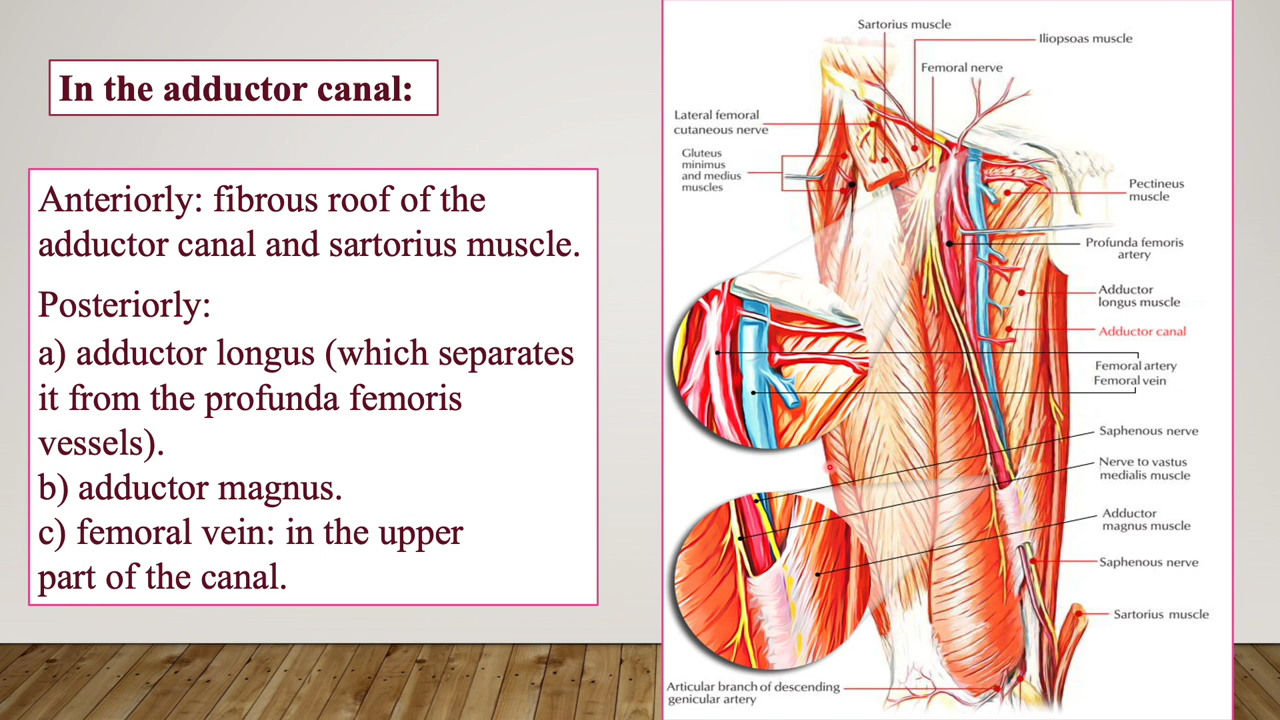 In the adductor canal:
Anteriorly: fibrous roof of the
adductor canal and sartorius muscle.
Posteriorly:
a) adductor longus (which separates
it from the profunda femoris
vessels).
b) adductor magnus.
c) femoral vein: in the upper
part of the canal.
Sartorius muscle
Iliopsoas muscle
Femoral nerve
Lateral femoral
cutaneous nerve
Gluteus
minimus
and medius
muscles
Pectineus
muscle
Profunda femoris
artery
Adductor
longus muscle
Adductor canal
Femoral artery
Femoral vein
Saphenous nerve
Nerve to vastus
medialis muscle
Adductor
magnus muscle
Saphenous nerve
Sartorius muscle
Articular branch of descending
genicular artery